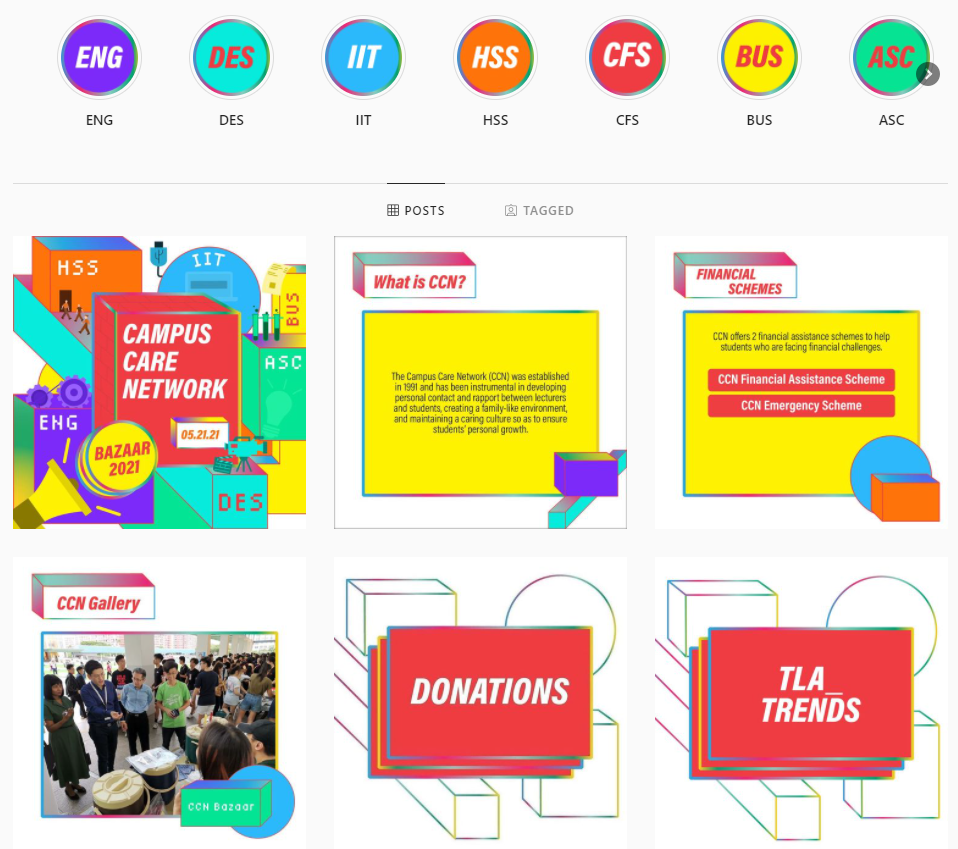 ENG
DES
IIT
HSS
CFS
BUS
ASC
ENG
DES
IIT
HSS
CFS
BUS
ASC
POSTS
TAGGED
HSS
IIT
BUS
CAMPUS
CARE
NETWORK
ASC
ENG
05.21.21
BAZAAR
2021
DES
What is CCN?
The Campus Care Network (CCN) was established
in 1991 and has been instrumental in developing
personal contact and rapport between lecturers
and students, creating a family-like environment,
and maintaining a caring culture so as to ensure
students' personal growth.
FINANCIAL
SCHEMES
CCN offers 2 financial assistance schemes to help
students who are facing financial challenges.
CCN Financial Assistance Scheme
CCN Emergency Scheme
CCN Gallery
CCN Bazaar
DONATIONS
TLA_
TRENDS